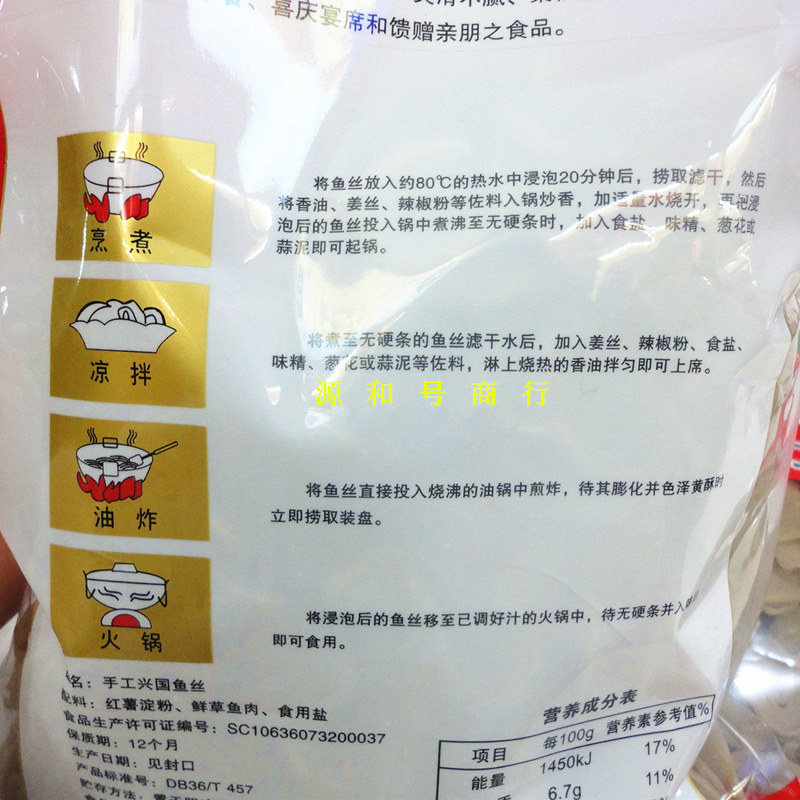 喜庆宴席和馈赠亲朋之食品。
将鱼丝放入约80℃的热水中浸泡20分钟后，捞取滤干，然后
将香油、姜丝、辣椒粉等佐料入锅炒香，加适量水烧开，再把浸
泡后的鱼丝投入锅中煮沸至无硬条时，加入食盐、味精、葱花或
蒜泥即可起锅。
烹煮
将煮至无硬条的鱼丝滤干水后，加入姜丝、辣椒粉、食盐、
味精、葱花或蒜泥等佐料，淋上烧热的香油拌匀即可上席。
凉拌
源和号商行
将鱼丝直接投入烧沸的油锅中煎炸，待其膨化并色泽黄酥时
立即捞取装盘。
油炸
将浸泡后的鱼丝移至己调好汁的火锅中，待无硬条并入味后
即可食用。
火锅
名：手工兴国鱼丝
配料：红薯淀粉、鲜草鱼肉、食用盐
食品生产许可证编号：SC10636073200037
保质期：12个月
生产日期：见封口
产品标准号：DB36/T 457
贮存方法：置于
营养成分表
项目 每100g 营养素参考值%
能量 1450kJ 17%
6.7g 11%